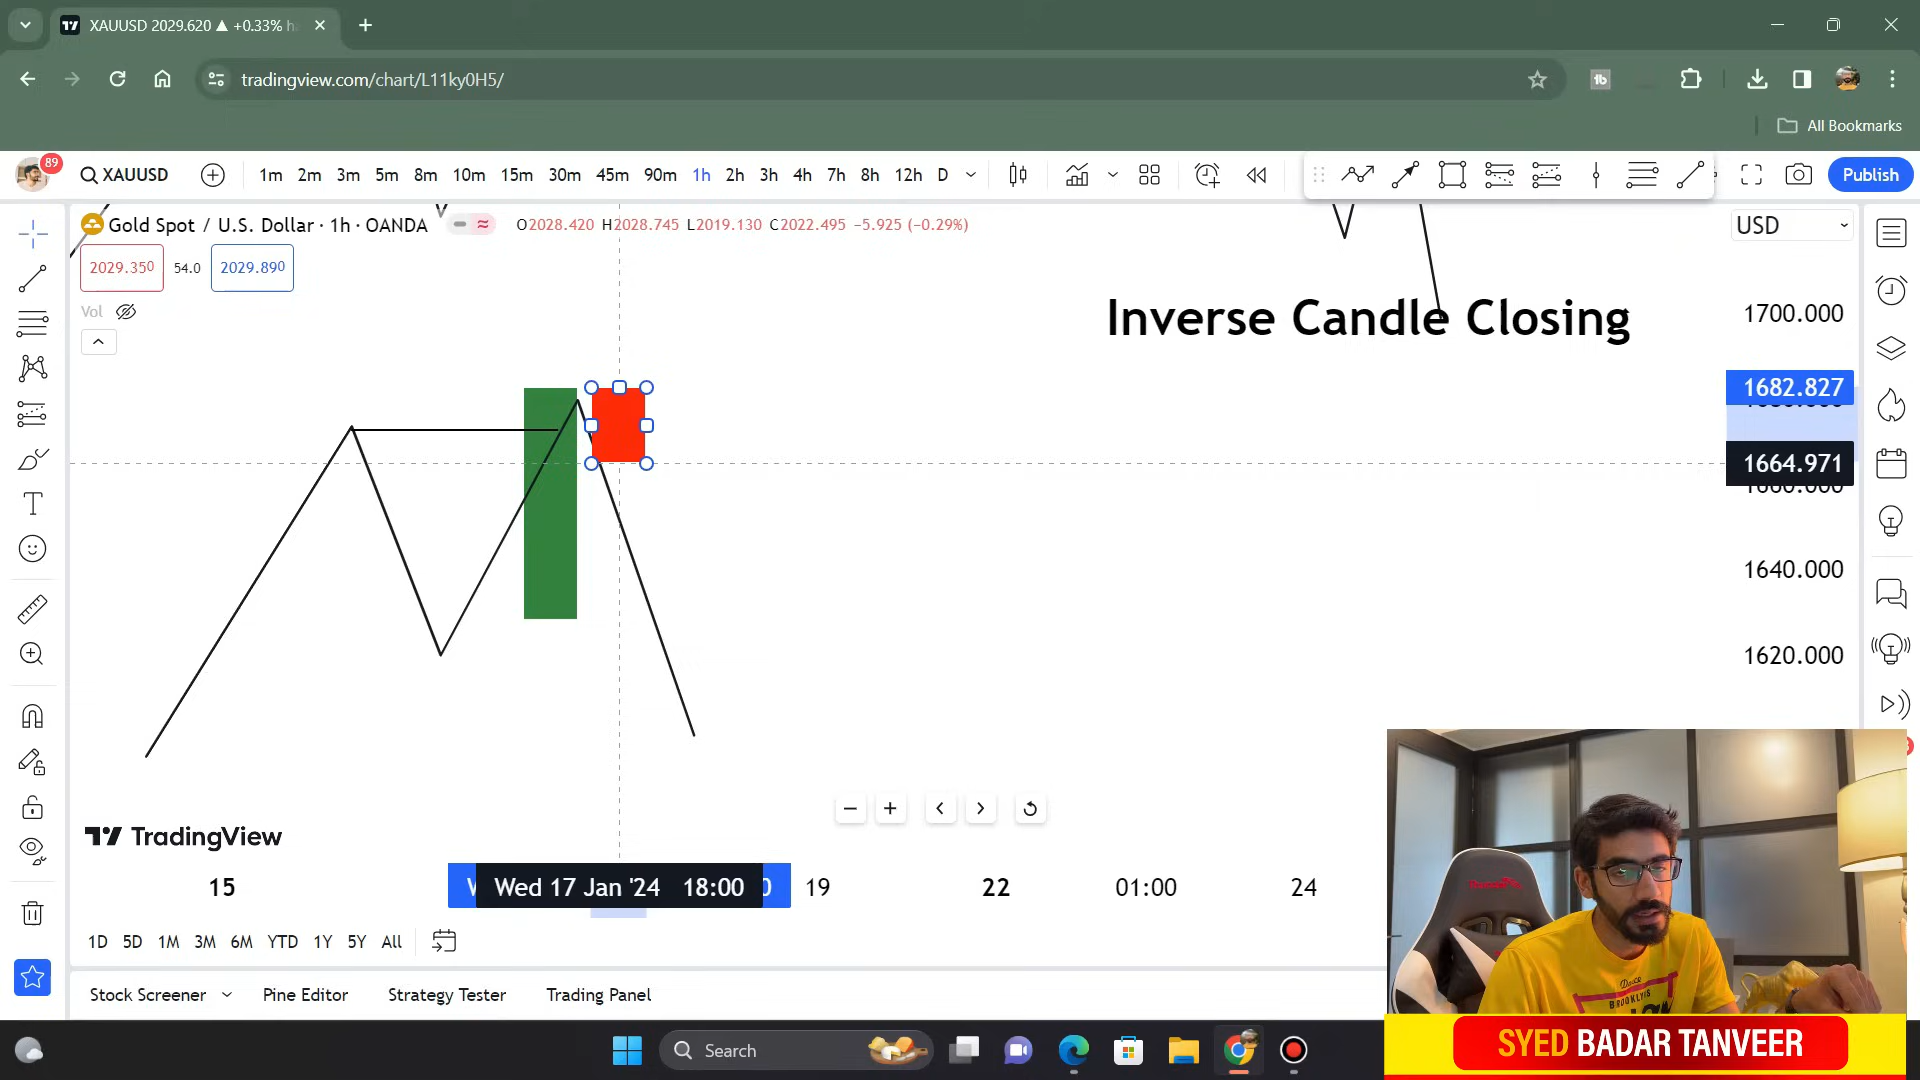 XAUUSD 2029.620 ▲ +0.33%
tradingview.com/chart/L11ky0H5/
All Bookmarks
89
XAUUSD
1m 2m 3m 5m 8m 10m 15m 30m 45m 90m 1h 2h 3h 4h 7h 8h 12h D
Publish
Gold Spot / U.S. Dollar · 1h · OANDA
O2028.420 H2028.745 L2019.130 C2022.495 −5.925 (−0.29%)
USD
2029.350
54.0
2029.890
Vol
Inverse Candle Closing
1700.000
1682.827
1664.971
1660.000
1640.000
1620.000
TradingView
15
Wed 17 Jan '24 18:00
19
22
01:00
24
1D 5D 1M 3M 6M YTD 1Y 5Y All
Stock Screener
Pine Editor
Strategy Tester
Trading Panel
Search
BROOKLYN
SYED BADAR TANVEER